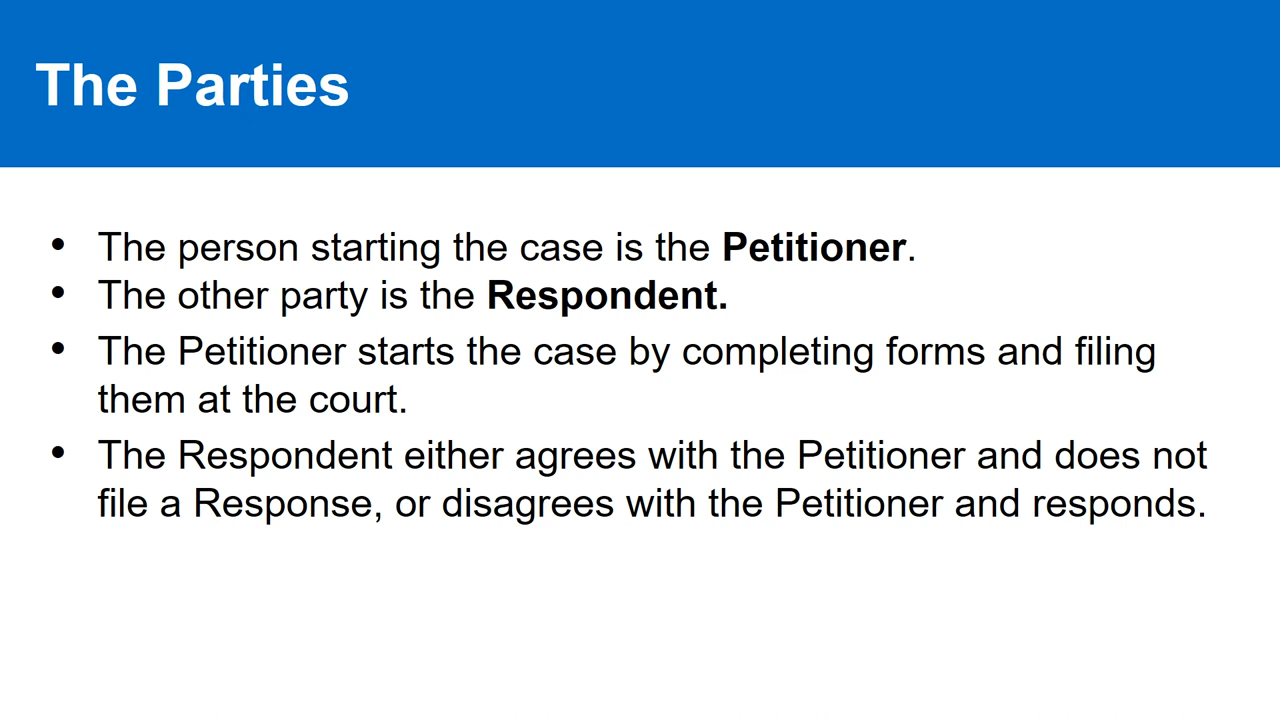 The Parties
• The person starting the case is the Petitioner.
• The other party is the Respondent.
• The Petitioner starts the case by completing forms and filing
them at the court.
• The Respondent either agrees with the Petitioner and does not
file a Response, or disagrees with the Petitioner and responds.